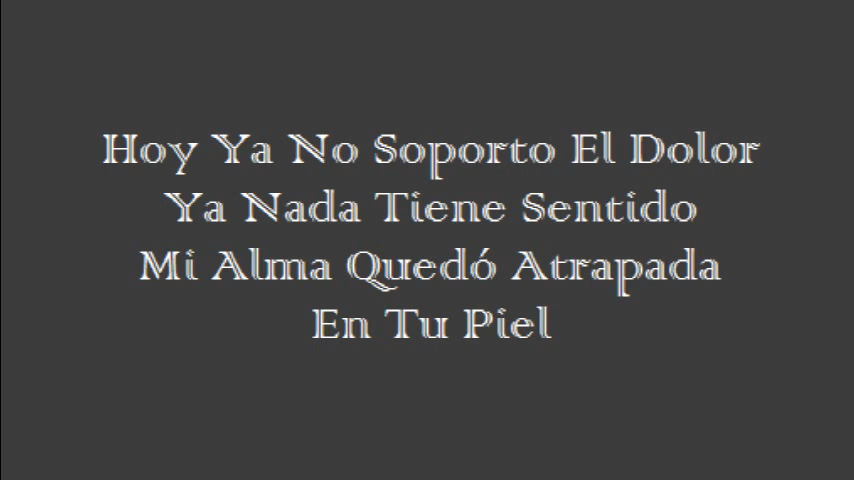 Hoy Ya No Soporto El Dolor
Ya Nada Tiene Sentido
Mi Alma Quedó Atrapada
En Tu Piel